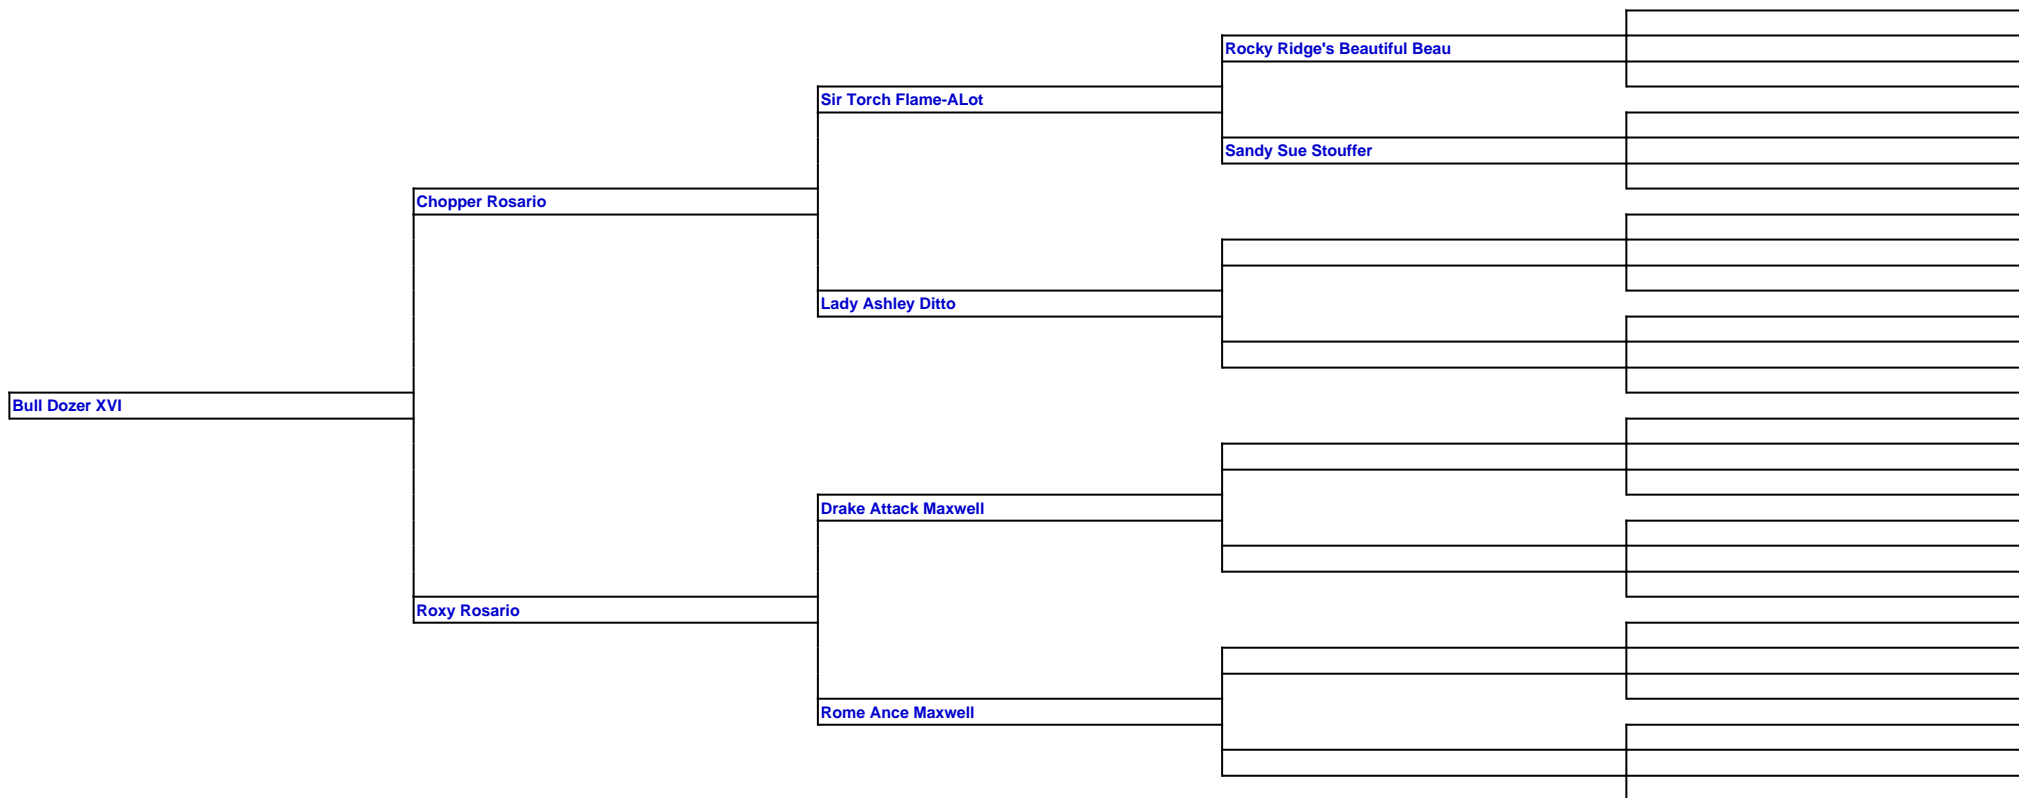 Rocky Ridge's Beautiful Beau
Sir Torch Flame-ALot
Sandy Sue Stouffer
Chopper Rosario
Lady Ashley Ditto
Bull Dozer XVI
Drake Attack Maxwell
Roxy Rosario
Rome Ance Maxwell